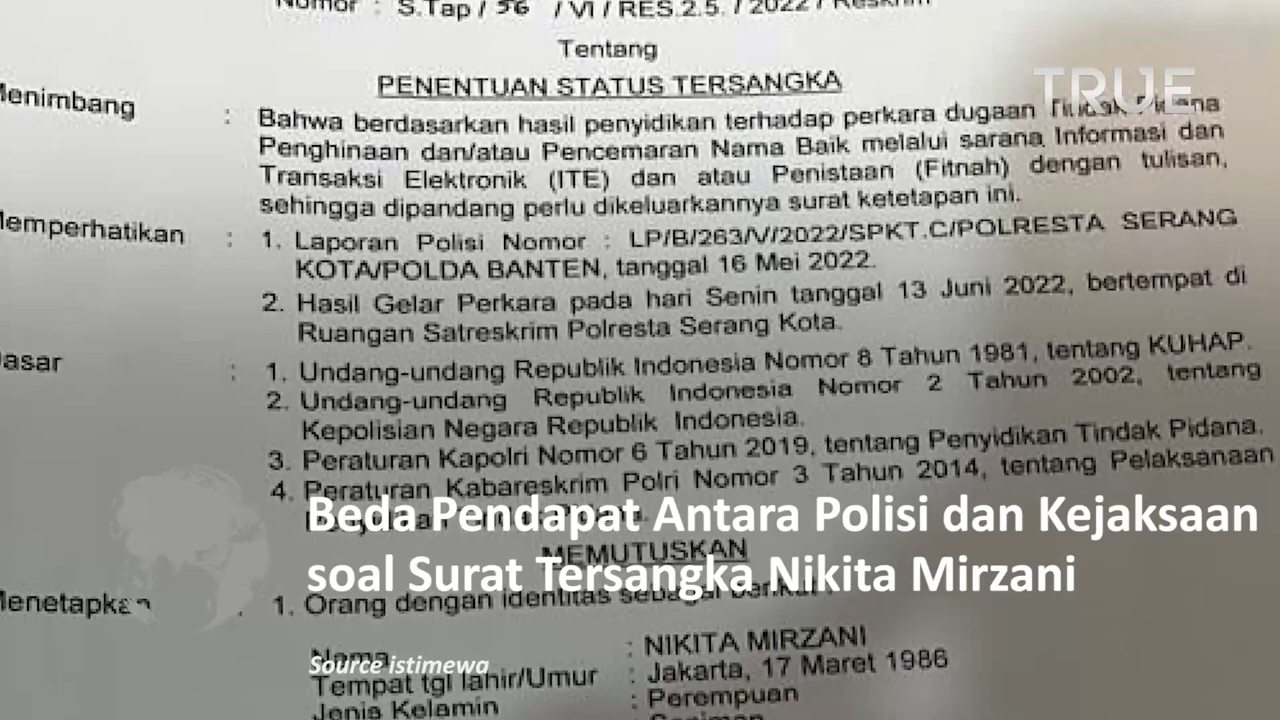 Nomor : S.Tap / 56 / VI / RES.2.5. / 2022 / Reskrim
Tentang
PENENTUAN STATUS TERSANGKA
TRUE
Menimbang : Bahwa berdasarkan hasil penyidikan terhadap perkara dugaan Tindak Pidana
Penghinaan dan/atau Pencemaran Nama Baik melalui sarana Informasi dan
Transaksi Elektronik (ITE) dan atau Penistaan (Fitnah) dengan tulisan,
sehingga dipandang perlu dikeluarkannya surat ketetapan ini.
Memperhatikan : 1. Laporan Polisi Nomor : LP/B/263/V/2022/SPKT.C/POLRESTA SERANG
KOTA/POLDA BANTEN, tanggal 16 Mei 2022.
2. Hasil Gelar Perkara pada hari Senin tanggal 13 Juni 2022, bertempat di
Ruangan Satreskrim Polresta Serang Kota.
Dasar : 1. Undang-undang Republik Indonesia Nomor 8 Tahun 1981, tentang KUHAP.
2. Undang-undang Republik Indonesia Nomor 2 Tahun 2002, tentang
Kepolisian Negara Republik Indonesia.
3. Peraturan Kapolri Nomor 6 Tahun 2019, tentang Penyidikan Tindak Pidana.
4. Peraturan Kabareskrim Polri Nomor 3 Tahun 2014, tentang Pelaksanaan
Beda Pendapat Antara Polisi dan Kejaksaan
soal Surat Tersangka Nikita Mirzani
MEMUTUSKAN
Menetapkan : 1. Orang dengan identitas sebagai berikut :
Nama : NIKITA MIRZANI
Source istimewa
Tempat tgl lahir/Umur : Jakarta, 17 Maret 1986
Jenis Kelamin : Perempuan